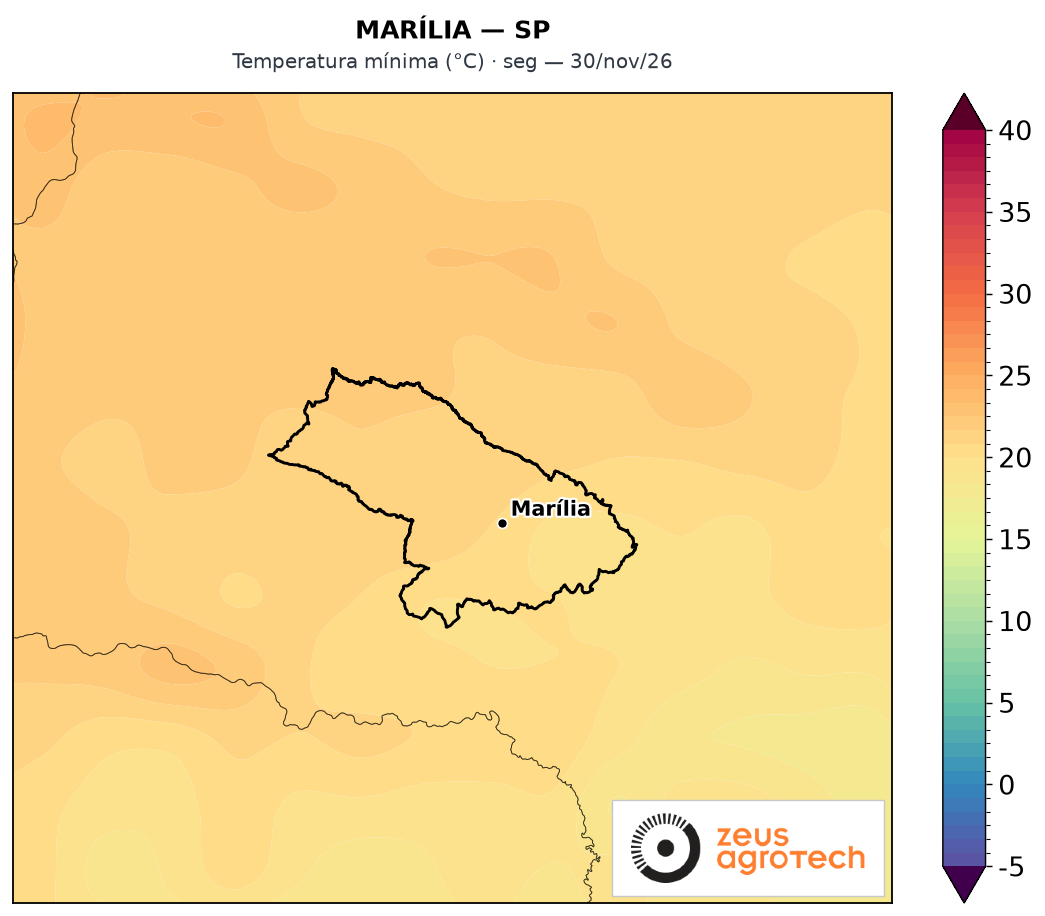 MARÍLIA — SP
Temperatura mínima (°C) · seg — 30/nov/26
Marília
40
35
30
25
20
15
10
5
0
-5
zeus
agrotech